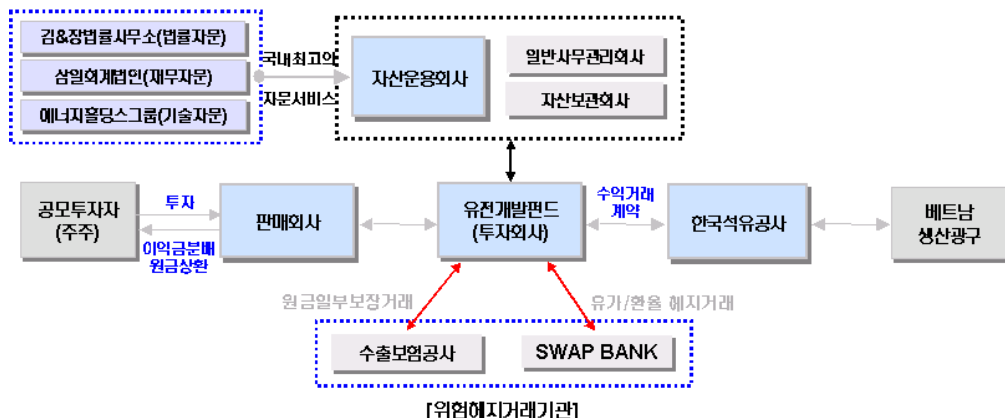 김&장법률사무소(법률자문)
삼일회계법인(재무자문)
에너지홀딩스그룹(기술자문)
국내최고의
자문서비스
자산운용회사
일반사무관리회사
자산보관회사
공모투자자
(주주)
투자
이익금분배
원금상환
판매회사
유전개발펀드
(투자회사)
수익거래
계약
한국석유공사
베트남
생산광구
원금일부보장거래
유가/환율 헤지거래
수출보험공사
SWAP BANK
[위험헤지거래기관]